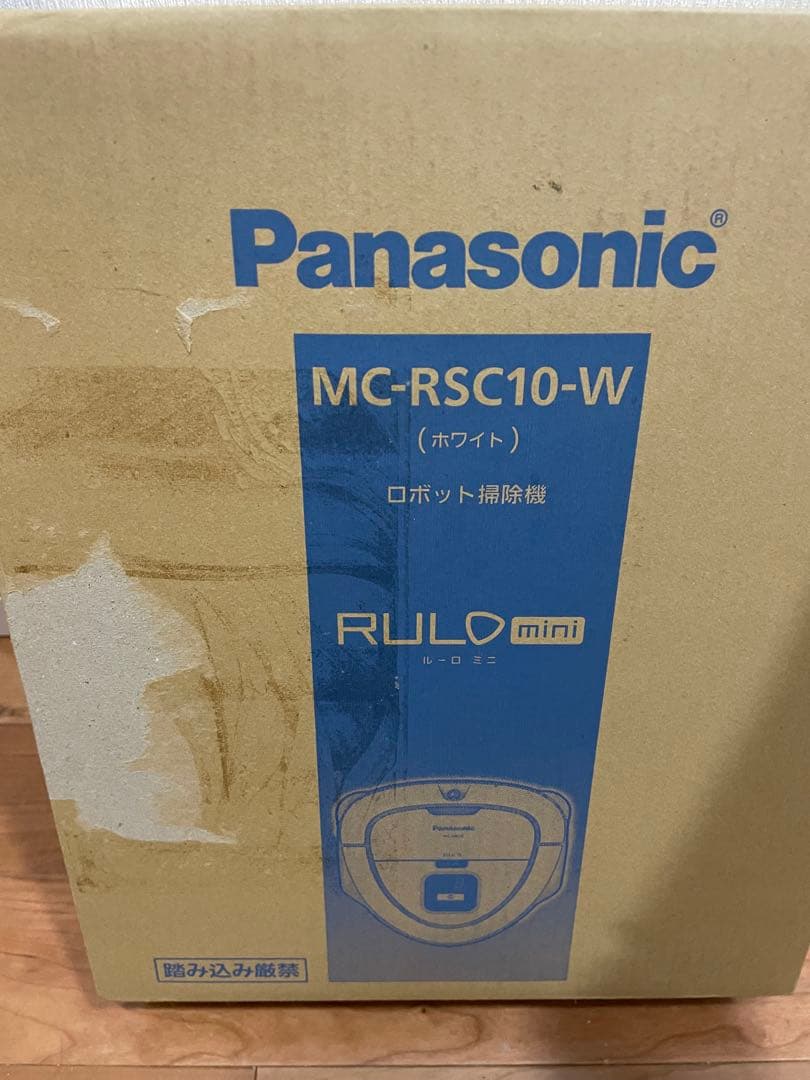 Panasonic®
MC-RSC10-W
(ホワイト)
ロボット掃除機
RULO mini
ルーロ ミニ
Panasonic
踏み込み厳禁